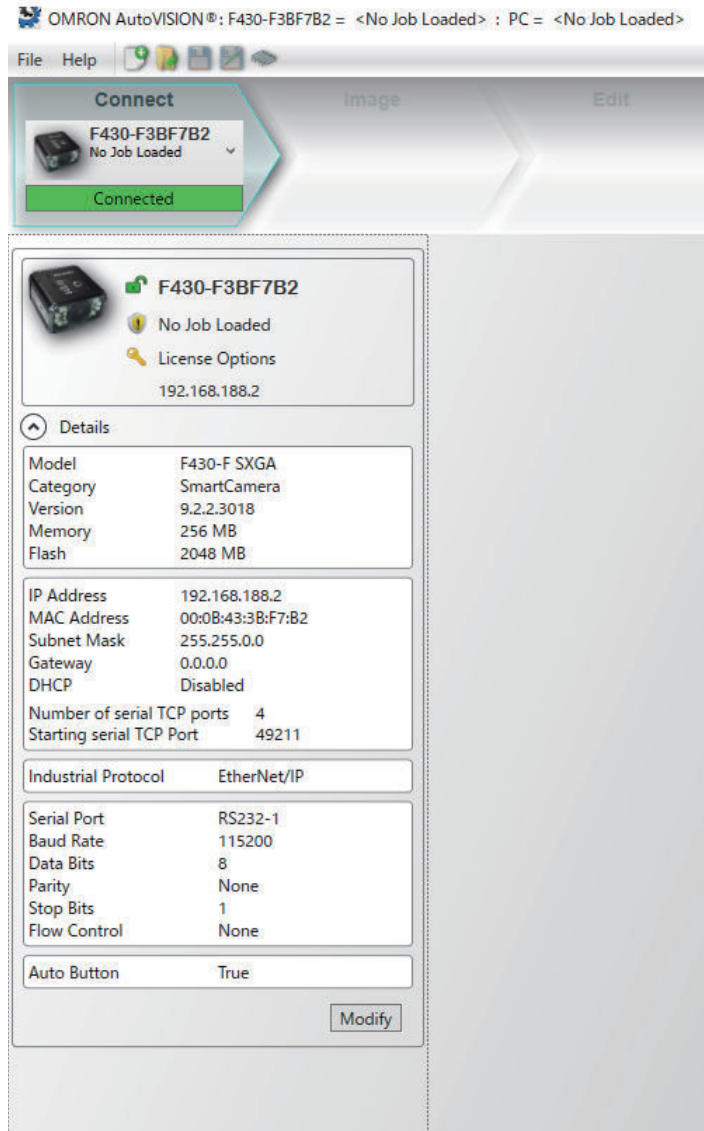 OMRON AutoVISION®: F430-F3BF7B2 = <No Job Loaded> : PC = <No Job Loaded>
File Help
Connect Image Edit
F430-F3BF7B2
No Job Loaded
Connected
F430-F3BF7B2
No Job Loaded
License Options
192.168.188.2
Details
Model F430-F SXGA
Category SmartCamera
Version 9.2.2.3018
Memory 256 MB
Flash 2048 MB
IP Address 192.168.188.2
MAC Address 00:0B:43:3B:F7:B2
Subnet Mask 255.255.0.0
Gateway 0.0.0.0
DHCP Disabled
Number of serial TCP ports 4
Starting serial TCP Port 49211
Industrial Protocol EtherNet/IP
Serial Port RS232-1
Baud Rate 115200
Data Bits 8
Parity None
Stop Bits 1
Flow Control None
Auto Button True
Modify